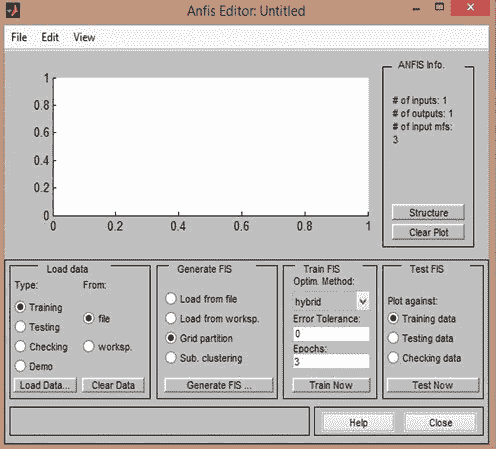 Anfis Editor: Untitled
File Edit View
ANFIS Info.
# of inputs: 1
# of outputs: 1
# of input mfs:
3
Structure
Clear Plot
1
0.8
0.6
0.4
0.2
0
0 0.2 0.4 0.6 0.8 1
Load data
Type: From:
Training
Testing
Checking
Demo
file
worksp.
Load Data... Clear Data
Generate FIS
Load from file
Load from worksp.
Grid partition
Sub. clustering
Generate FIS ...
Train FIS
Optim. Method:
hybrid
Error Tolerance:
0
Epochs:
3
Train Now
Test FIS
Plot against:
Training data
Testing data
Checking data
Test Now
Help Close